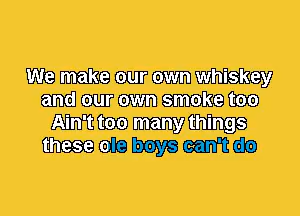 We make our own whiskey
and our own smoke too
Ain't too many things
these ole boys can't do